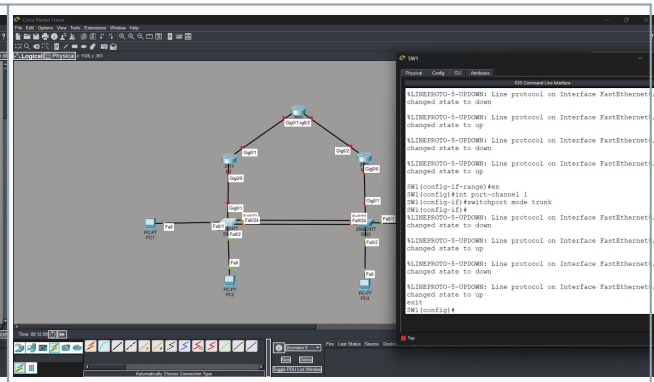 Cisco Packet Tracer
File Edit Options View Tools Extensions Window Help
Logical Physical
SW1
Physical Config CLI Attributes
IOS Command Line Interface
%LINEPROTO-5-UPDOWN: Line protocol on Interface FastEthernet
changed state to down
%LINEPROTO-5-UPDOWN: Line protocol on Interface FastEthernet
changed state to up
%LINEPROTO-5-UPDOWN: Line protocol on Interface FastEthernet
changed state to down
%LINEPROTO-5-UPDOWN: Line protocol on Interface FastEthernet
changed state to up
SW1(config-if-range)#ex
SW1(config)#int port-channel 1
SW1(config-if)#switchport mode trunk
SW1(config-if)#
%LINEPROTO-5-UPDOWN: Line protocol on Interface FastEthernet
changed state to down
%LINEPROTO-5-UPDOWN: Line protocol on Interface FastEthernet
changed state to up
%LINEPROTO-5-UPDOWN: Line protocol on Interface FastEthernet
changed state to down
%LINEPROTO-5-UPDOWN: Line protocol on Interface FastEthernet
changed state to up
exit
SW1(config)#
Top
Gig0/1
Gig0/2
Gig0/1
Gig0/2
Gig0/0
Gig0/0
Gig0/1
Gig0/1
Fa0
Fa0/1
Fa0/24
Fa0/24
Fa0/1
PC-PT
PC1
Fa0/2
Fa0/2
Fa0
Fa0
PC-PT
PC2
PC-PT
PC4
Time: 00:12:09
Scenario 0
Fire Last Status Source
New Delete
Toggle PDU List Window
Automatically Choose Connection Type